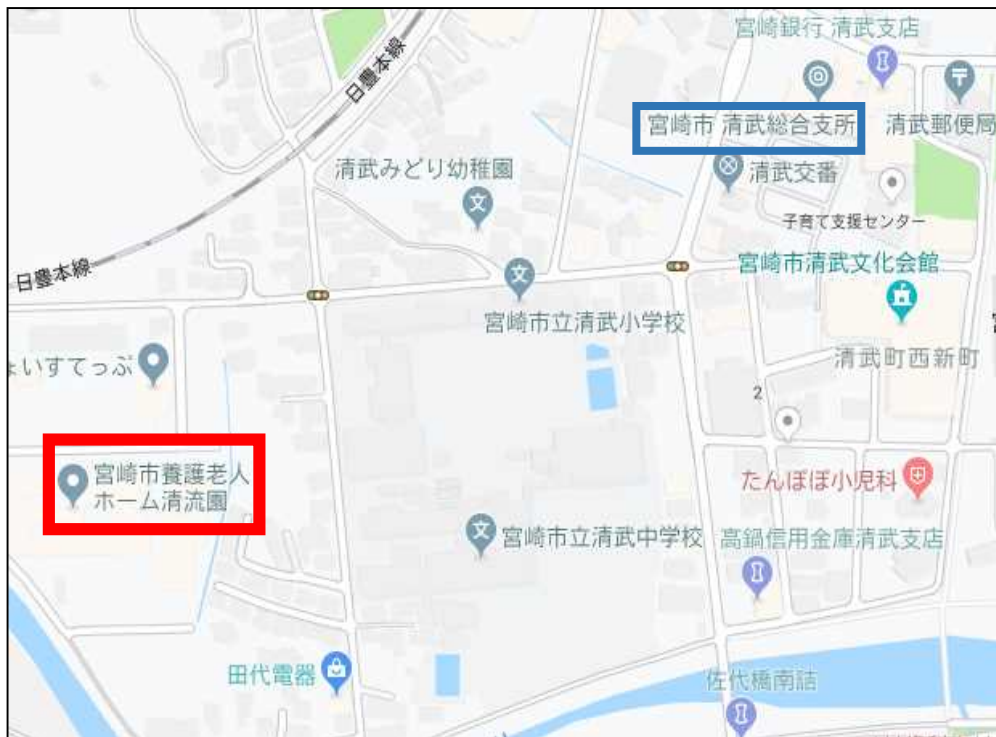 宮崎銀行 清武支店
日豊本線
宮崎市 清武総合支所
清武郵便局
清武みどり幼稚園
清武交番
子育て支援センター
日豊本線
宮崎市清武文化会館
宮崎市立清武小学校
ょいすてっぷ
清武町西新町
2
宮崎市養護老人
ホーム清流園
たんぽぽ小児科
宮崎市立清武中学校
高鍋信用金庫清武支店
田代電器
佐代橋南詰